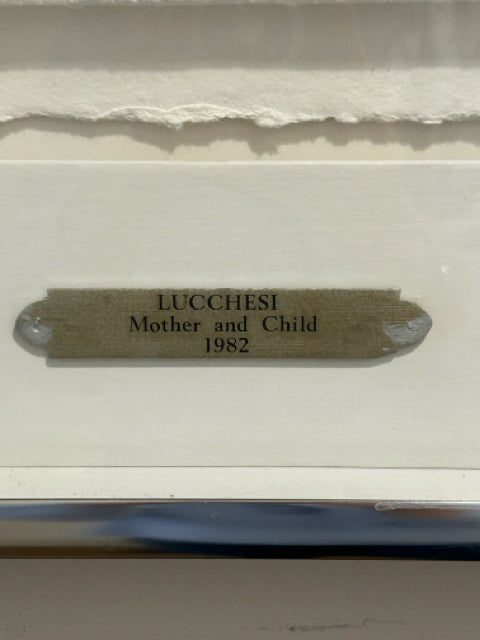 LUCCHESI
Mother and Child
1982